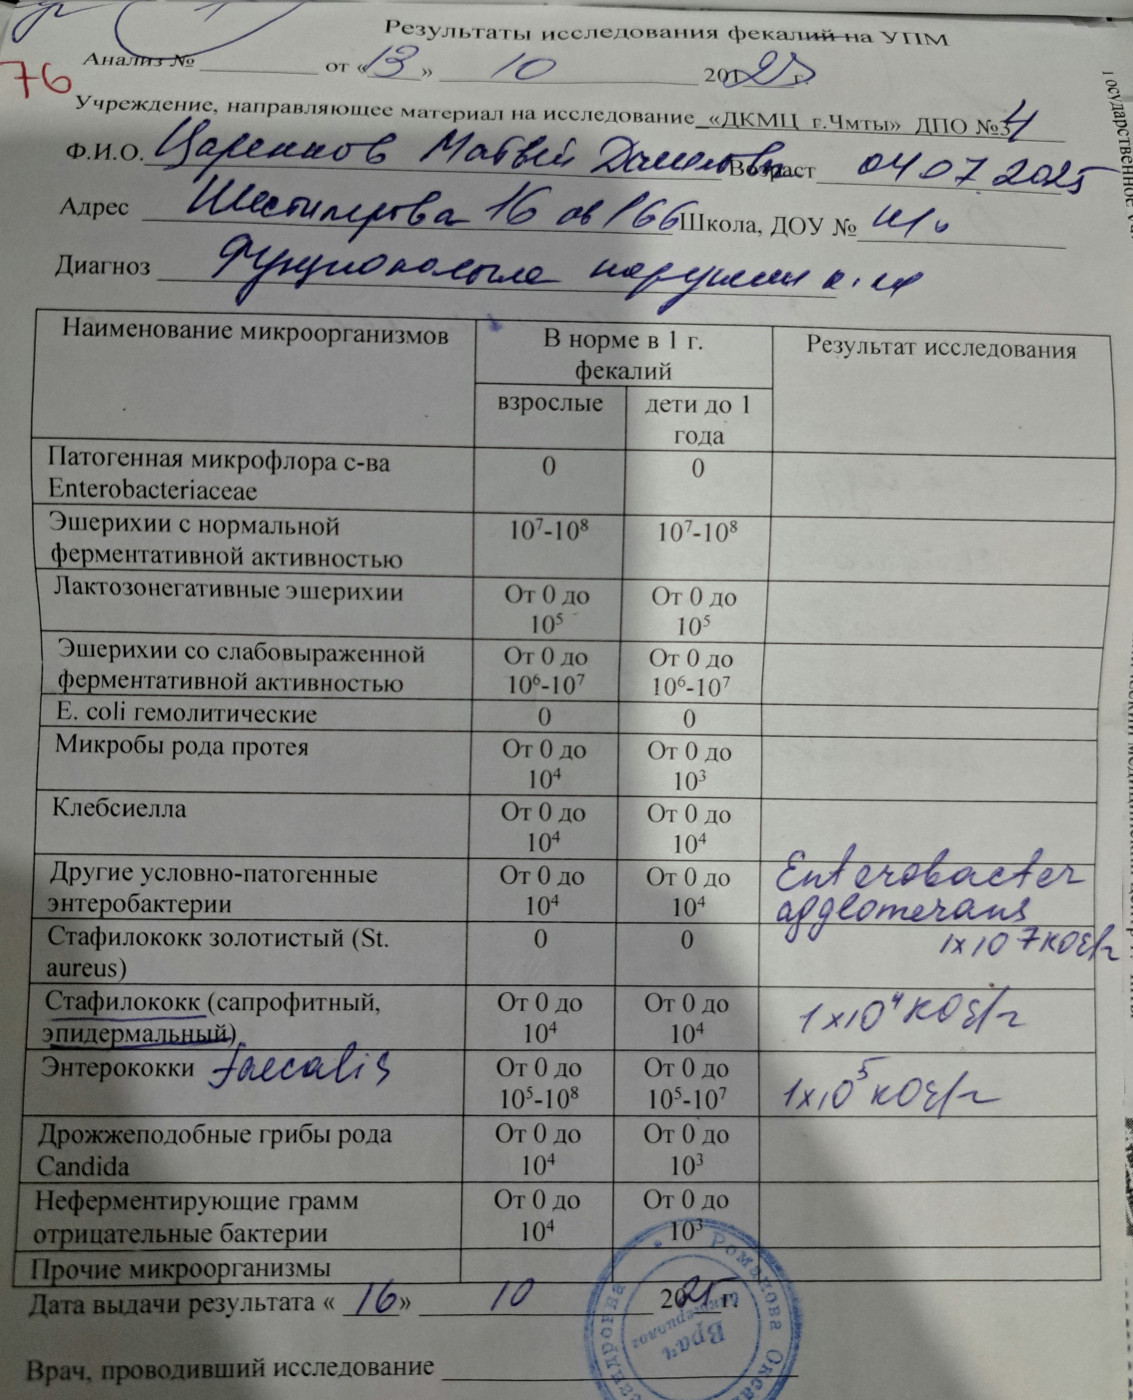 Результаты исследования фекалий на УПМ
Анализ № от «13» 10 2025 г.
76
Учреждение, направляющее материал на исследование «ДКМЦ г.Читы» ДПО №4
Ф.И.О. Матвей Возраст 04 07 2025
Адрес 16 кв 166 Школа, ДОУ №
Диагноз
Наименование микроорганизмов В норме в 1 г. фекалий Результат исследования
взрослые дети до 1 года
Патогенная микрофлора с-ва Enterobacteriaceae 0 0
Эшерихии с нормальной ферментативной активностью 10⁷-10⁸ 10⁷-10⁸
Лактозонегативные эшерихии От 0 до 10⁵ От 0 до 10⁵
Эшерихии со слабовыраженной ферментативной активностью От 0 до 10⁶-10⁷ От 0 до 10⁶-10⁷
E. coli гемолитические 0 0
Микробы рода протея От 0 до 10⁴ От 0 до 10³
Клебсиелла От 0 до 10⁴ От 0 до 10⁴
Другие условно-патогенные энтеробактерии От 0 до 10⁴ От 0 до 10⁴ Enterobacter agglomerans 1x10⁷ КОЕ/г
Стафилококк золотистый (St. aureus) 0 0
Стафилококк (сапрофитный, эпидермальный) От 0 до 10⁴ От 0 до 10⁴ 1x10⁴ КОЕ/г
Энтерококки faecalis От 0 до 10⁵-10⁸ От 0 до 10⁵-10⁷ 1x10⁵ КОЕ/г
Дрожжеподобные грибы рода Candida От 0 до 10⁴ От 0 до 10³
Неферментирующие грамм отрицательные бактерии От 0 до 10⁴ От 0 до 10³
Прочие микроорганизмы
Дата выдачи результата «16» 10 2025 г.
Врач, проводивший исследование
Романова
Врач